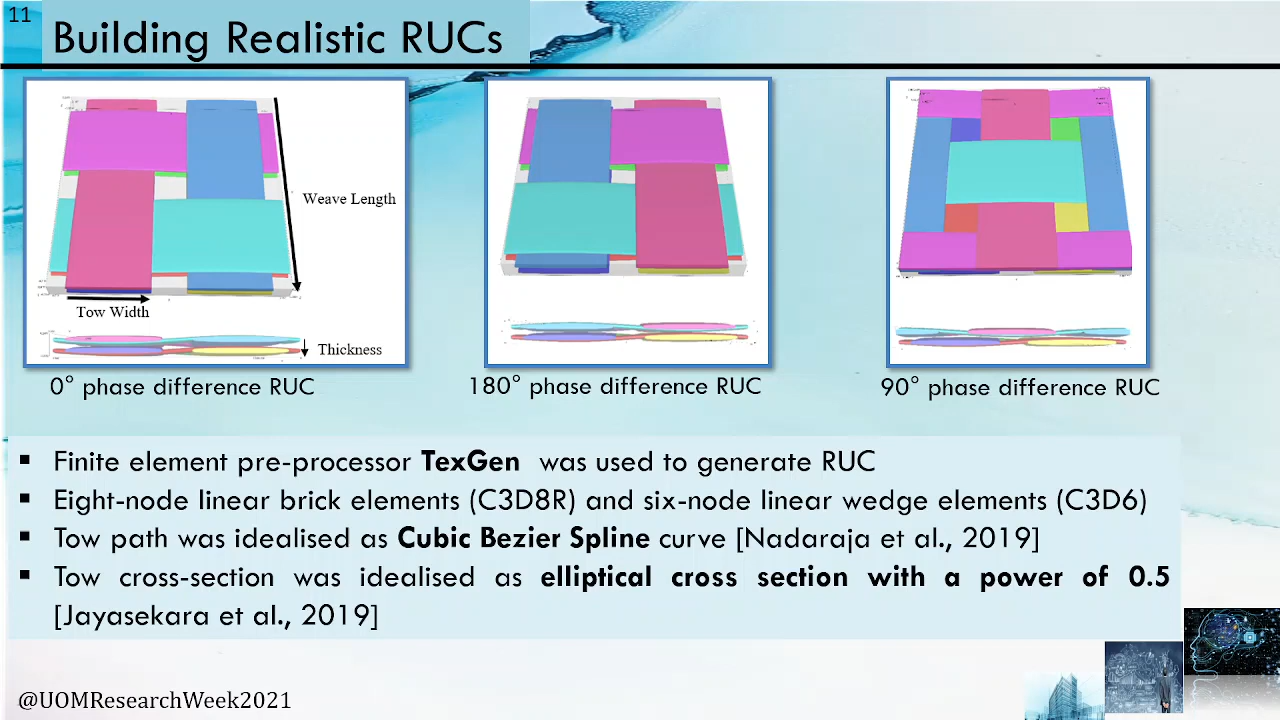 11
Building Realistic RUCs
Weave Length
Tow Width
Thickness
0° phase difference RUC
180° phase difference RUC
90° phase difference RUC
▪ Finite element pre-processor TexGen was used to generate RUC
▪ Eight-node linear brick elements (C3D8R) and six-node linear wedge elements (C3D6)
▪ Tow path was idealised as Cubic Bezier Spline curve [Nadaraja et al., 2019]
▪ Tow cross-section was idealised as elliptical cross section with a power of 0.5
[Jayasekara et al., 2019]
@UOMResearchWeek2021